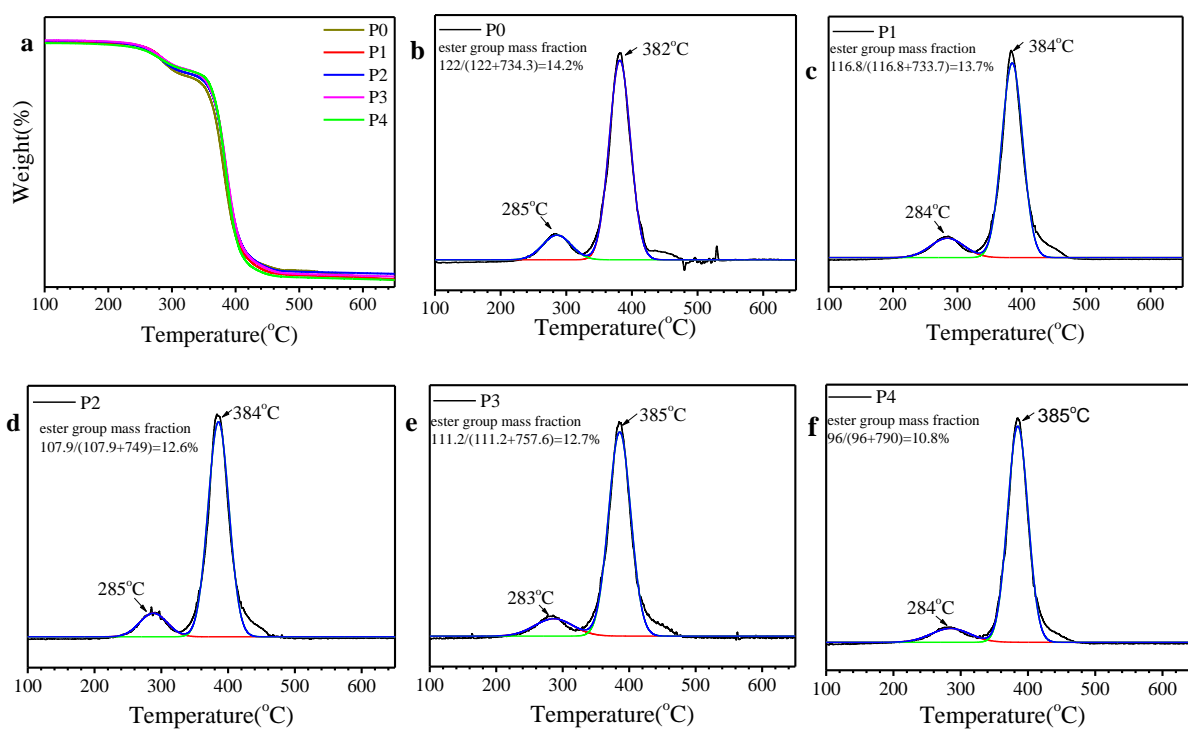 a
P0
P1
P2
P3
P4
Weight(%)
100 200 300 400 500 600
Temperature(°C)
b
P0
ester group mass fraction
122/(122+734.3)=14.2%
382°C
285°C
100 200 300 400 500 600
Temperature(°C)
c
P1
ester group mass fraction
116.8/(116.8+733.7)=13.7%
384°C
284°C
100 200 300 400 500 600
Temperature(°C)
d
P2
ester group mass fraction
107.9/(107.9+749)=12.6%
384°C
285°C
100 200 300 400 500 600
Temperature(°C)
e
P3
ester group mass fraction
111.2/(111.2+757.6)=12.7%
385°C
283°C
100 200 300 400 500 600
Temperature(°C)
f
P4
ester group mass fraction
96/(96+790)=10.8%
385°C
284°C
100 200 300 400 500 600
Temperature(°C)